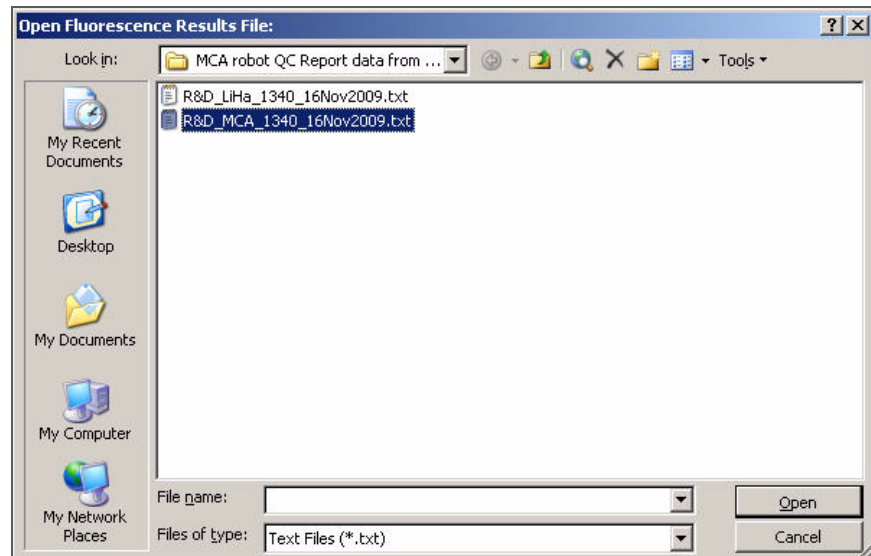 Open Fluorescence Results File:
Look in:
MCA robot QC Report data from ...
Tools
R&D_LiHa_1340_16Nov2009.txt
R&D_MCA_1340_16Nov2009.txt
My Recent
Documents
Desktop
My Documents
My Computer
My Network
Places
File name:
Open
Files of type:
Text Files (*.txt)
Cancel